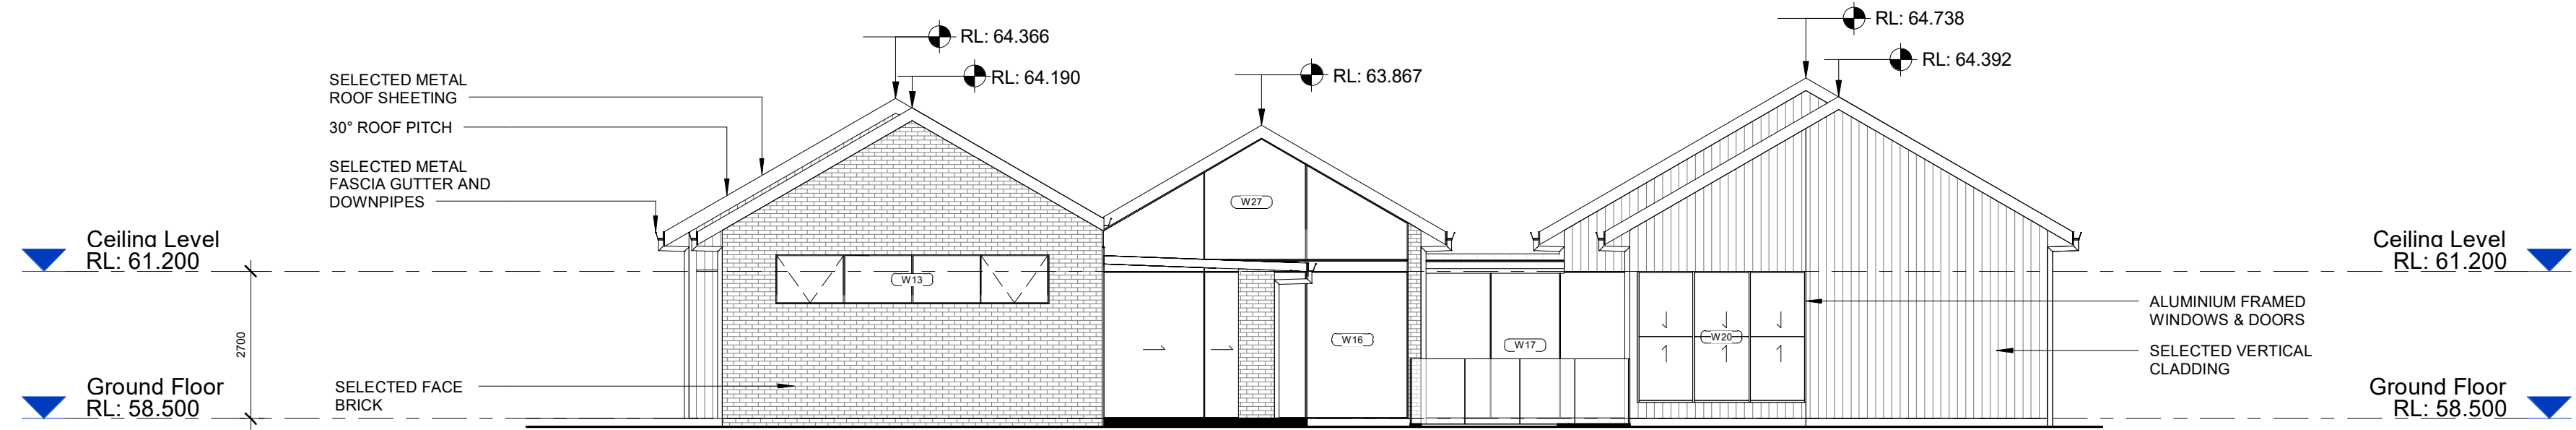 RL: 64.738
RL: 64.366
RL: 64.392
RL: 64.190
RL: 63.867
SELECTED METAL
ROOF SHEETING
30° ROOF PITCH
SELECTED METAL
FASCIA GUTTER AND
DOWNPIPES
W27
Ceiling Level
RL: 61.200
Ceiling Level
RL: 61.200
W13
ALUMINIUM FRAMED
WINDOWS & DOORS
2700
W16
W17
W20
SELECTED VERTICAL
CLADDING
Ground Floor
RL: 58.500
SELECTED FACE
BRICK
Ground Floor
RL: 58.500